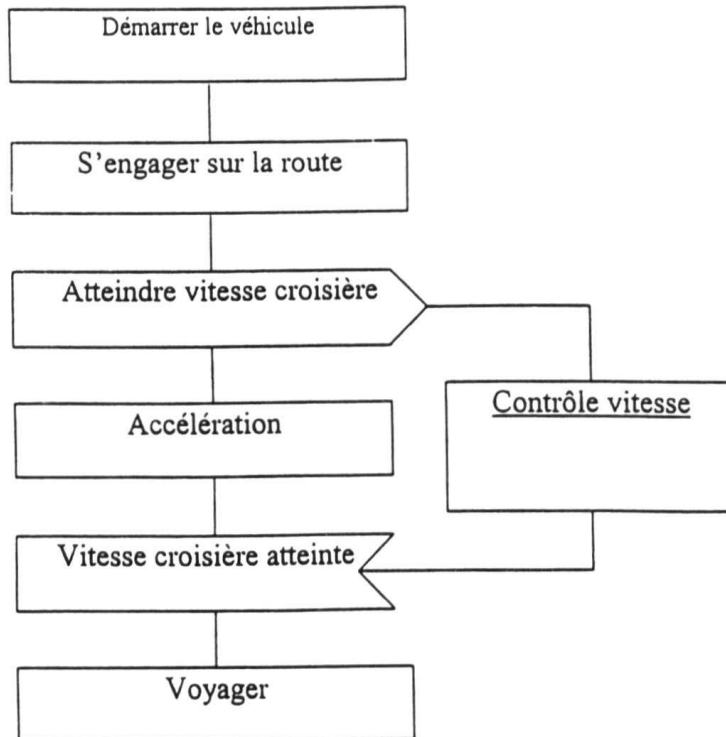 Démarrer le véhicule
S'engager sur la route
Atteindre vitesse croisière
Accélération
Contrôle vitesse
Vitesse croisière atteinte
Voyager